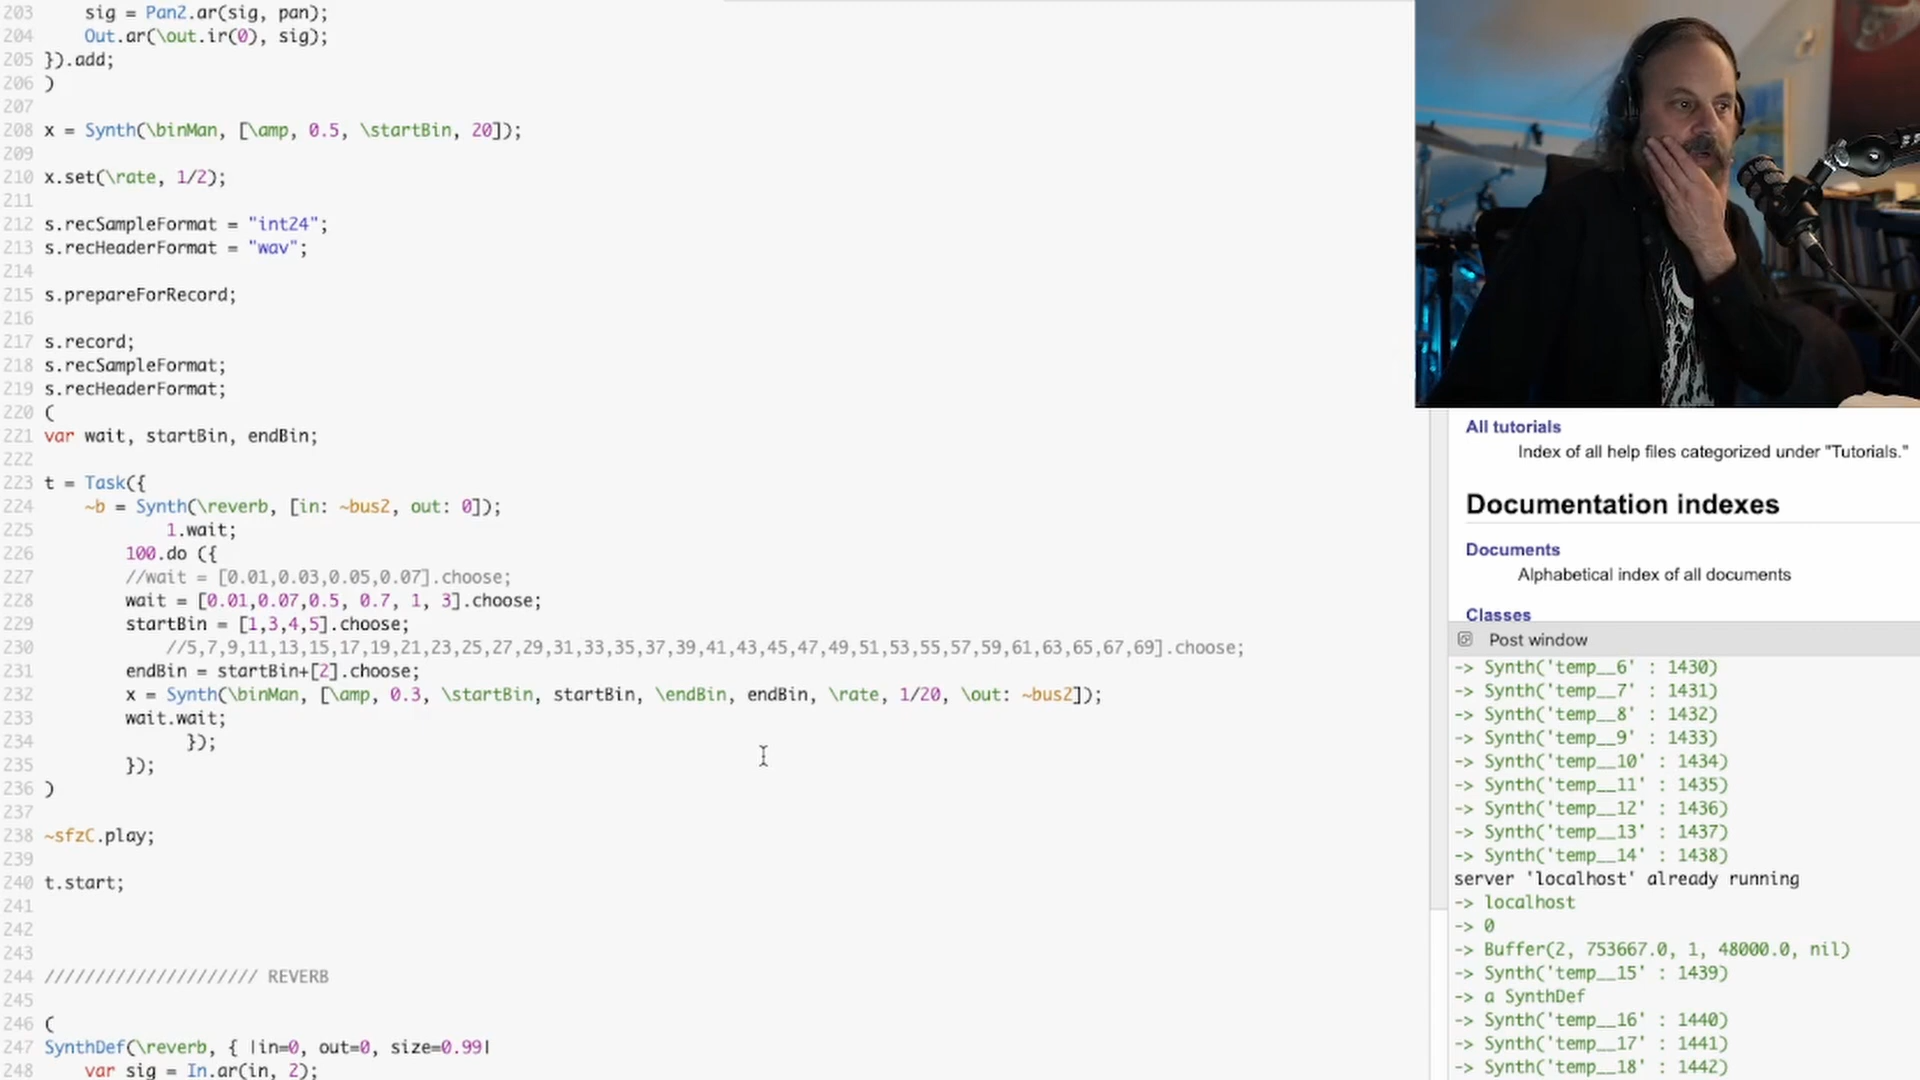 203 sig = Pan2.ar(sig, pan);
204 Out.ar(\out.ir(0), sig);
205 }).add;
206 )
207
208 x = Synth(\binMan, [\amp, 0.5, \startBin, 20]);
209
210 x.set(\rate, 1/2);
211
212 s.recSampleFormat = "int24";
213 s.recHeaderFormat = "wav";
214
215 s.prepareForRecord;
216
217 s.record;
218 s.recSampleFormat;
219 s.recHeaderFormat;
220 (
221 var wait, startBin, endBin;
222
223 t = Task({
224 ~b = Synth(\reverb, [in: ~bus2, out: 0]);
225 1.wait;
226 100.do ({
227 //wait = [0.01,0.03,0.05,0.07].choose;
228 wait = [0.01,0.07,0.5, 0.7, 1, 3].choose;
229 startBin = [1,3,4,5].choose;
230 //5,7,9,11,13,15,17,19,21,23,25,27,29,31,33,35,37,39,41,43,45,47,49,51,53,55,57,59,61,63,65,67,69].choose;
231 endBin = startBin+[2].choose;
232 x = Synth(\binMan, [\amp, 0.3, \startBin, startBin, \endBin, endBin, \rate, 1/20, \out: ~bus2]);
233 wait.wait;
234 });
235 });
236 )
237
238 ~sfzC.play;
239
240 t.start;
241
242
243
244 ///////////////////// REVERB
245
246 (
247 SynthDef(\reverb, { |in=0, out=0, size=0.99|
248 var sig = In.ar(in, 2);
All tutorials
Index of all help files categorized under "Tutorials."
Documentation indexes
Documents
Alphabetical index of all documents
Classes
Post window
-> Synth('temp__6' : 1430)
-> Synth('temp__7' : 1431)
-> Synth('temp__8' : 1432)
-> Synth('temp__9' : 1433)
-> Synth('temp__10' : 1434)
-> Synth('temp__11' : 1435)
-> Synth('temp__12' : 1436)
-> Synth('temp__13' : 1437)
-> Synth('temp__14' : 1438)
server 'localhost' already running
-> localhost
-> 0
-> Buffer(2, 753667.0, 1, 48000.0, nil)
-> Synth('temp__15' : 1439)
-> a SynthDef
-> Synth('temp__16' : 1440)
-> Synth('temp__17' : 1441)
-> Synth('temp__18' : 1442)